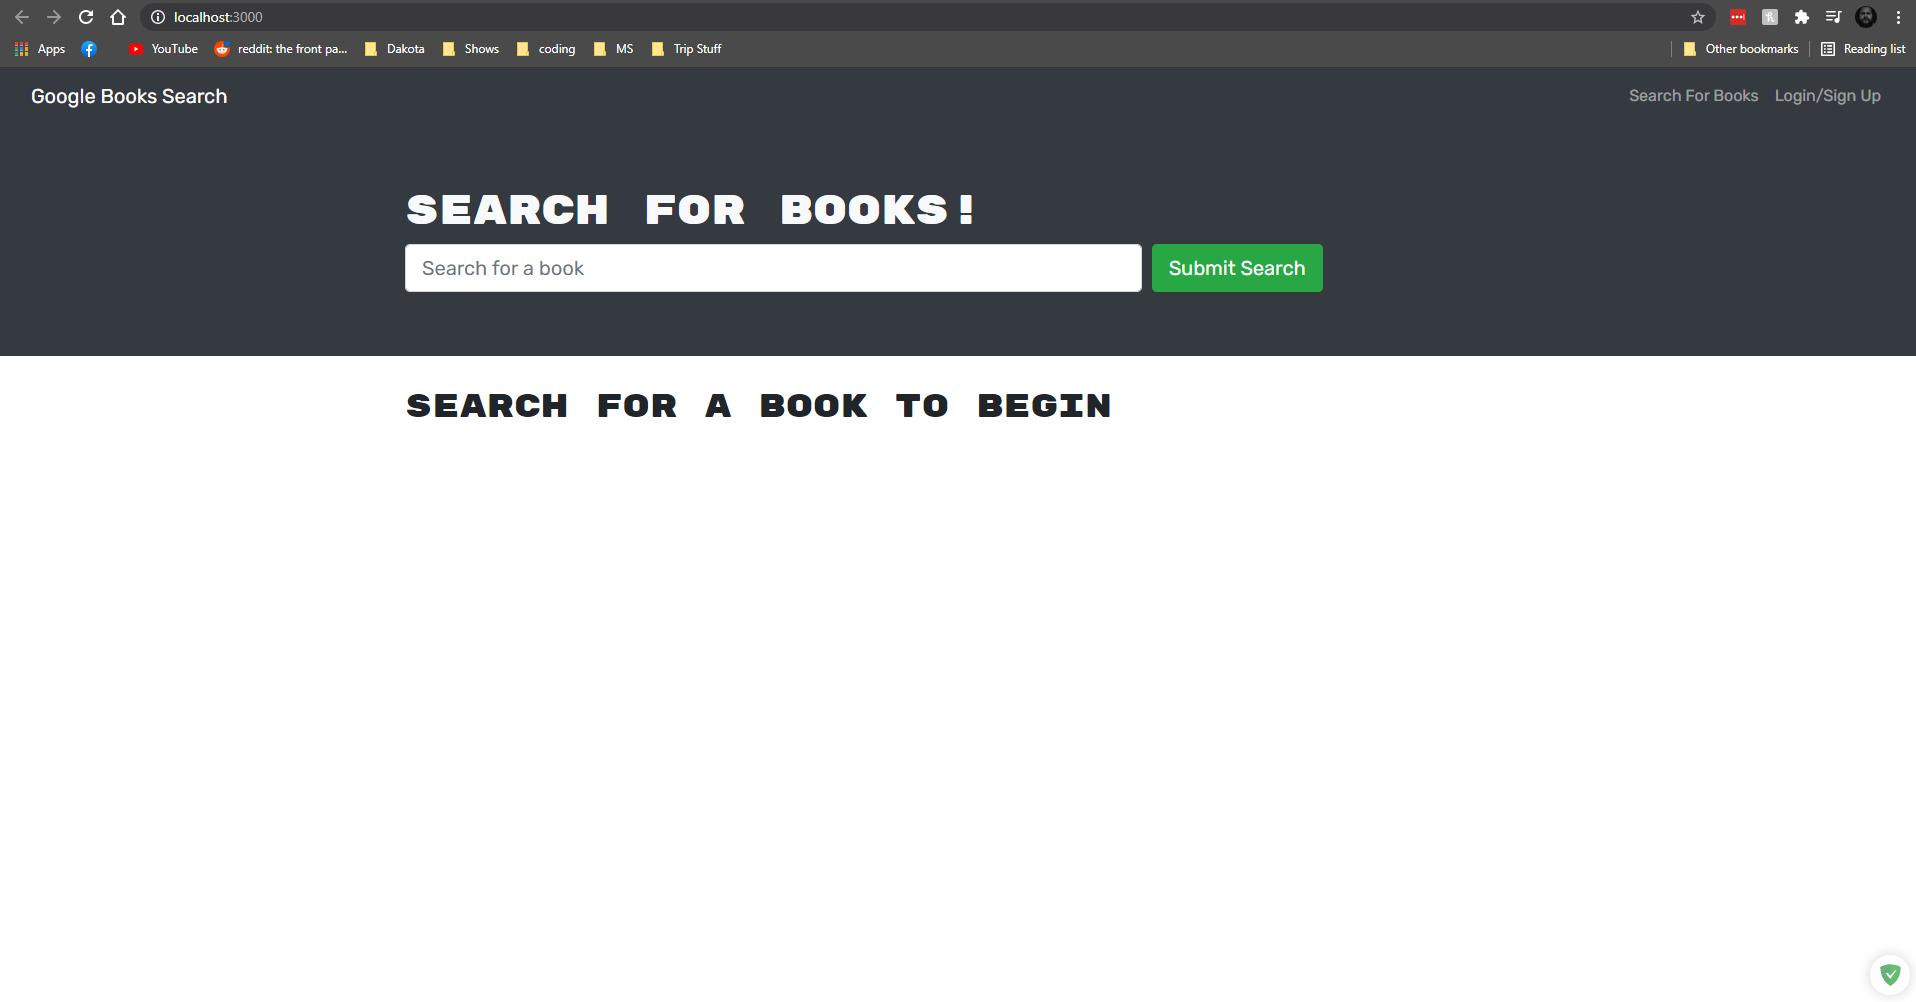 localhost:3000
Apps YouTube reddit: the front pa... Dakota Shows coding MS Trip Stuff Other bookmarks Reading list
Google Books Search Search For Books Login/Sign Up
SEARCH FOR BOOKS!
Search for a book Submit Search
SEARCH FOR A BOOK TO BEGIN